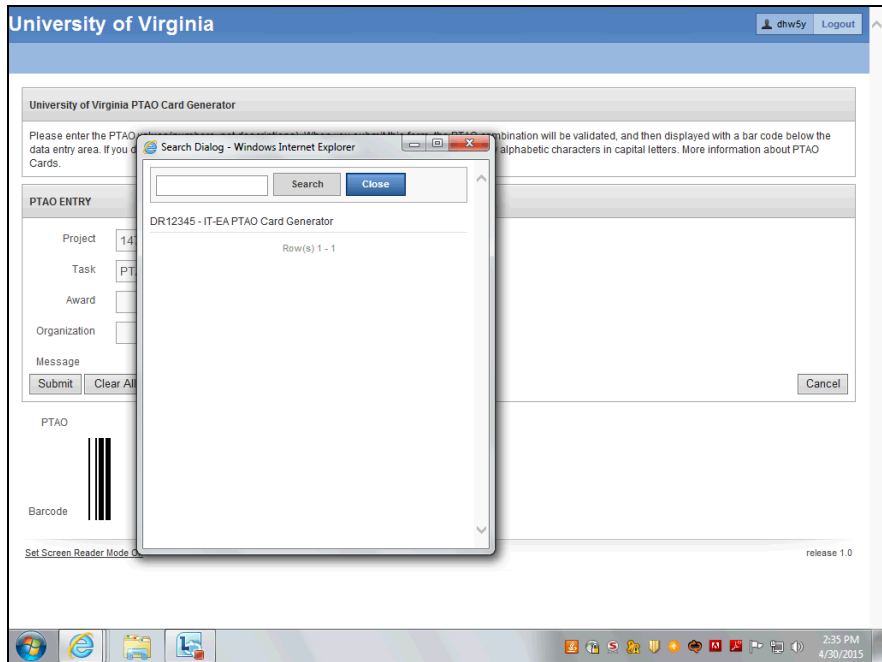 University of Virginia
dhw5y Logout
University of Virginia PTAO Card Generator
Please enter the PTAO
combination will be validated, and then displayed with a bar code below the
data entry area. If you d
alphabetic characters in capital letters. More information about PTAO
Cards.
Search Dialog - Windows Internet Explorer
Search Close
DR12345 - IT-EA PTAO Card Generator
Row(s) 1 - 1
PTAO ENTRY
Project 147
Task PTA
Award
Organization
Message
Submit Clear All
Cancel
PTAO
Barcode
Set Screen Reader Mode O
release 1.0
2:35 PM
4/30/2015